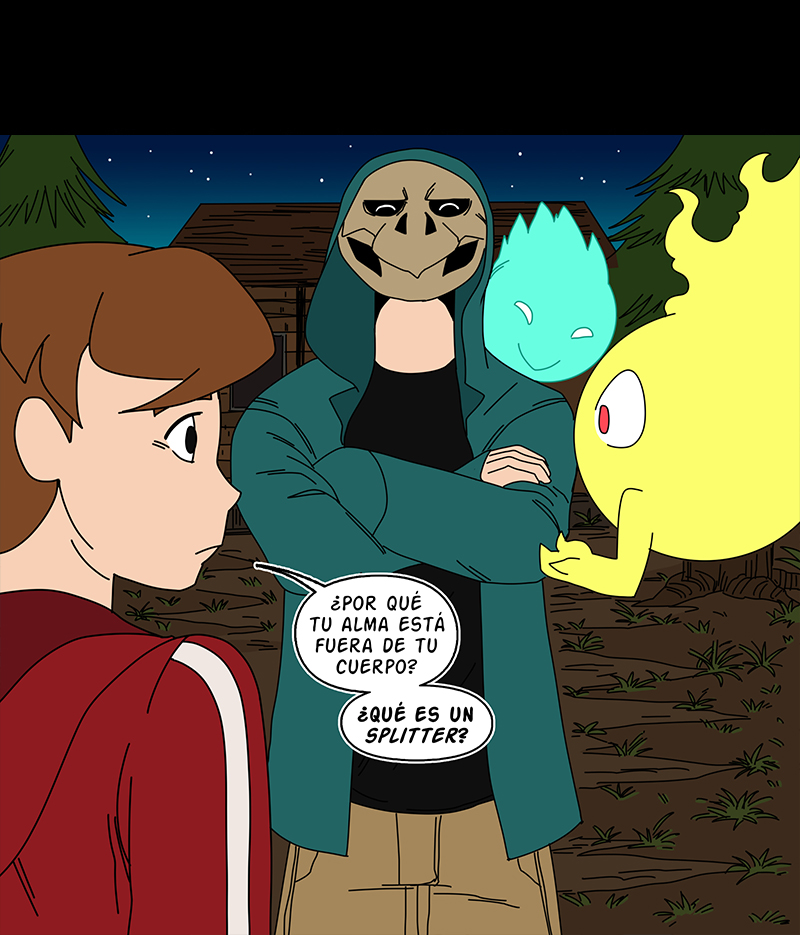 ¿POR QUÉ
TU ALMA ESTÁ
FUERA DE TU
CUERPO?
¿QUÉ ES UN
SPLITTER?